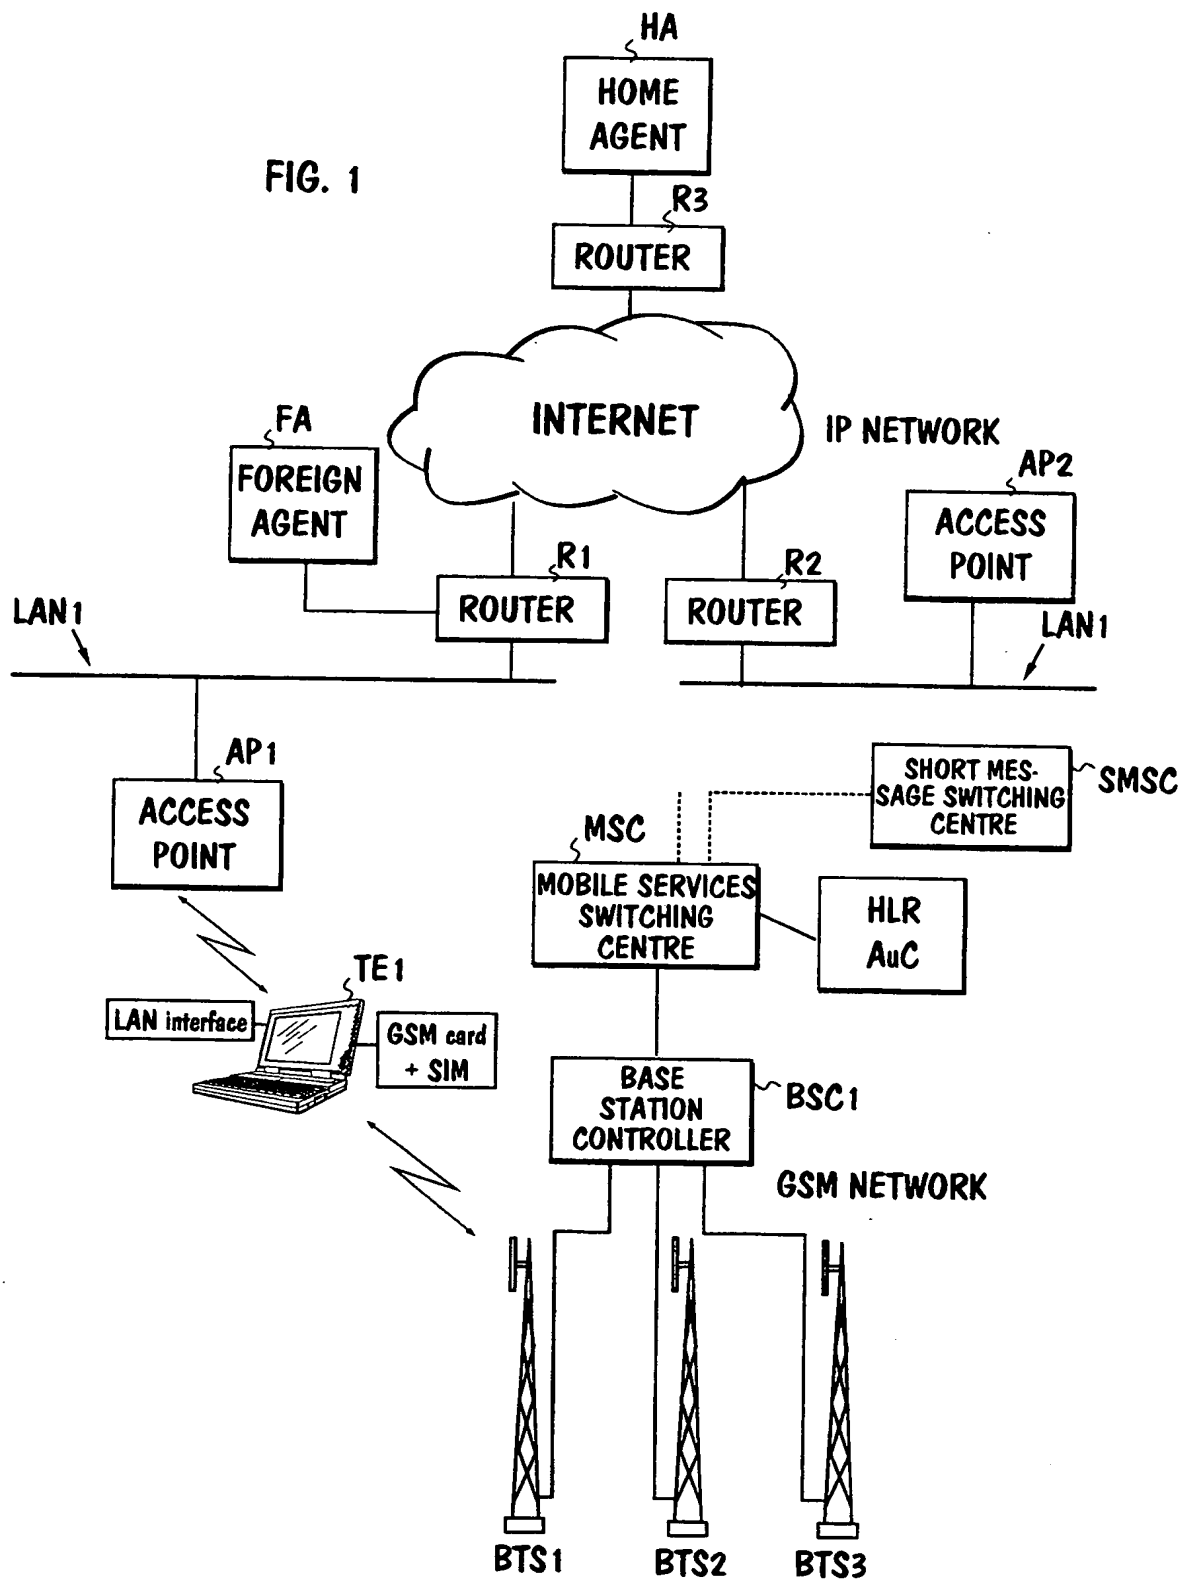 HA
HOME
AGENT
FIG. 1
R3
ROUTER
INTERNET
IP NETWORK
FA
FOREIGN
AGENT
AP2
ACCESS
POINT
R1
ROUTER
R2
ROUTER
LAN1
LAN1
AP1
ACCESS
POINT
SHORT MES-
SAGE SWITCHING
CENTRE
SMSC
MSC
MOBILE SERVICES
SWITCHING
CENTRE
HLR
AuC
TE1
LAN interface
GSM card
+ SIM
BASE
STATION
CONTROLLER
BSC1
GSM NETWORK
BTS1
BTS2
BTS3